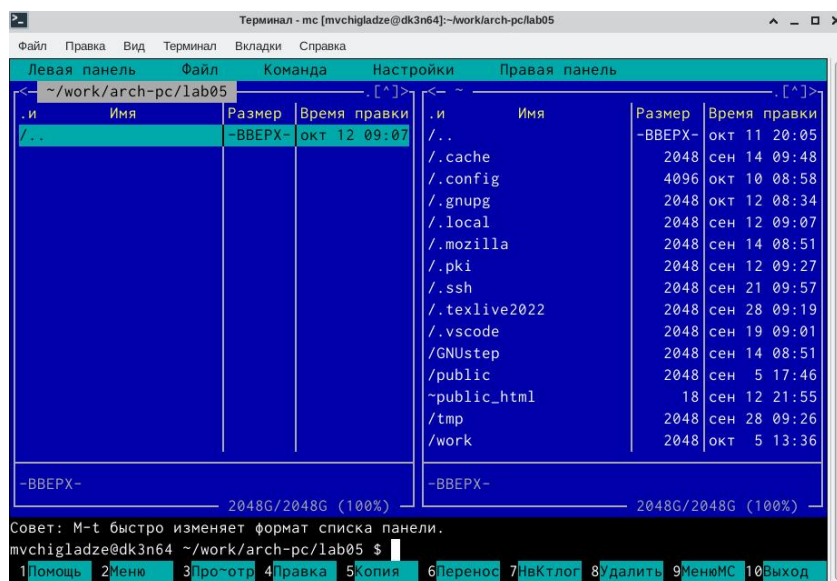 Терминал - mc [mvchigladze@dk3n64]:~/work/arch-pc/lab05
Файл Правка Вид Терминал Вкладки Справка
Левая панель Файл Команда Настройки Правая панель
<- ~/work/arch-pc/lab05 .[^]>
.и Имя Размер Время правки
/.. -ВВЕРХ- окт 12 09:07
-ВВЕРХ-
2048G/2048G (100%)
<- ~ .[^]>
.и Имя Размер Время правки
/.. -ВВЕРХ- окт 11 20:05
/.cache 2048 сен 14 09:48
/.config 4096 окт 10 08:58
/.gnupg 2048 окт 12 08:34
/.local 2048 сен 12 09:07
/.mozilla 2048 сен 14 08:51
/.pki 2048 сен 12 09:27
/.ssh 2048 сен 21 09:57
/.texlive2022 2048 сен 28 09:19
/.vscode 2048 сен 19 09:01
/GNUstep 2048 сен 14 08:51
/public 2048 сен 5 17:46
~public_html 18 сен 12 21:55
/tmp 2048 сен 28 09:26
/work 2048 окт 5 13:36
-ВВЕРХ-
2048G/2048G (100%)
Совет: M-t быстро изменяет формат списка панели.
mvchigladze@dk3n64 ~/work/arch-pc/lab05 $
1Помощь 2Меню 3Про~отр 4Правка 5Копия 6Перенос 7НвКтлог 8Удалить 9МенюМС 10Выход